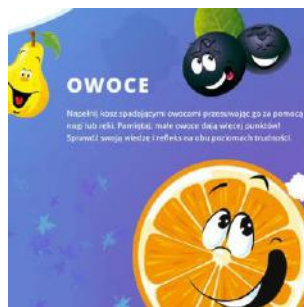 OWOCE
Napełnij kosz spadającymi owocami przesuwając go za pomocą
nogi lub ręki. Pamiętaj, małe owoce dają więcej punktów!
Sprawdź swoją wiedzę i refleks na obu poziomach trudności.